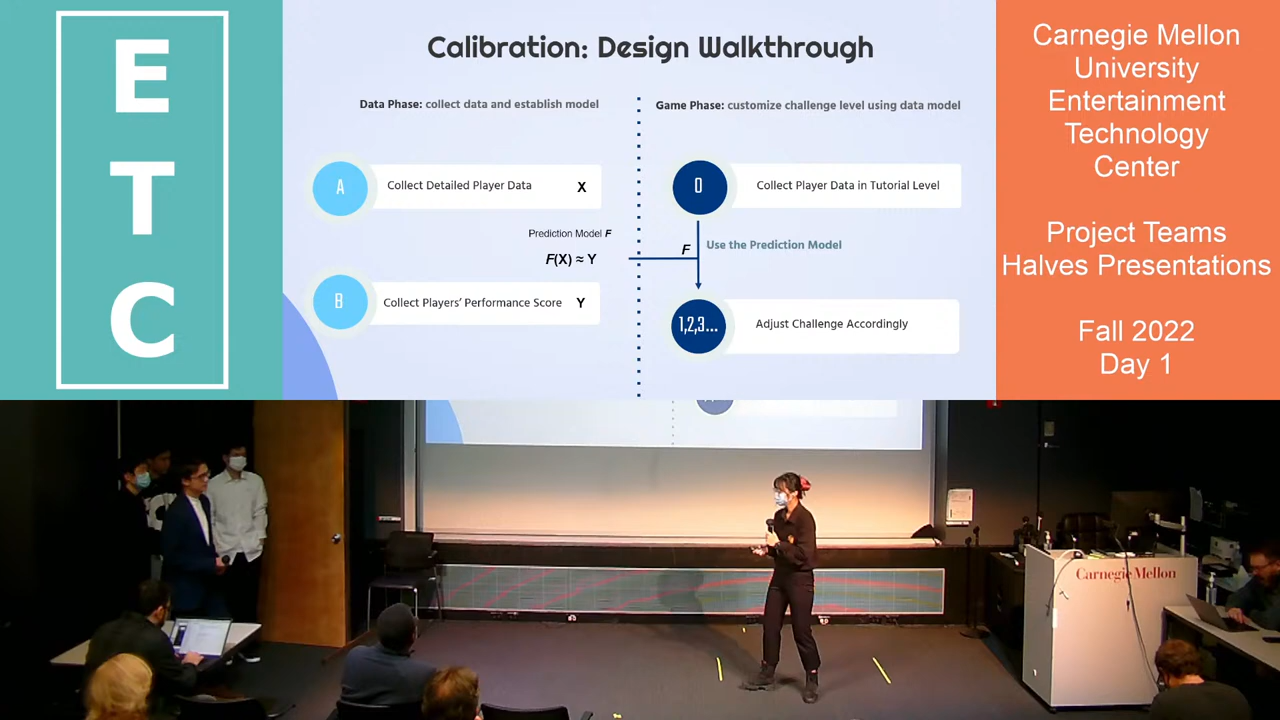 E
T
C
Calibration: Design Walkthrough
Data Phase: collect data and establish model
A
Collect Detailed Player Data X
Prediction Model F
F(X) ≈ Y
B
Collect Players' Performance Score Y
Game Phase: customize challenge level using data model
0
Collect Player Data in Tutorial Level
F
Use the Prediction Model
1,2,3...
Adjust Challenge Accordingly
Carnegie Mellon
University
Entertainment
Technology
Center
Project Teams
Halves Presentations
Fall 2022
Day 1
Carnegie Mellon